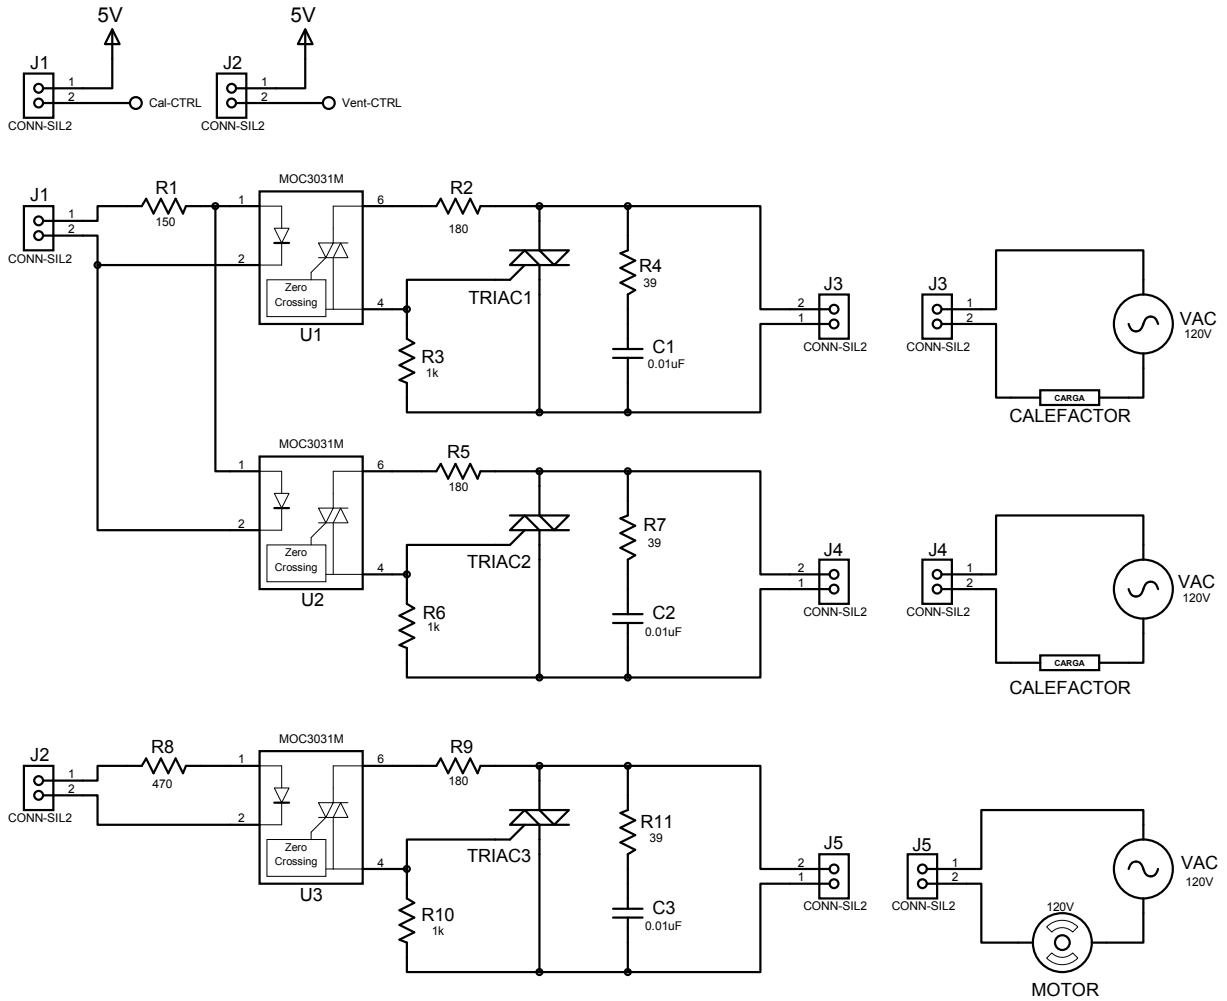 5V
5V
J1
1
2
CONN-SIL2
Cal-CTRL
J2
1
2
CONN-SIL2
Vent-CTRL
J1
1
2
CONN-SIL2
R1
150
MOC3031M
1
2
6
4
Zero
Crossing
U1
R2
180
R3
1k
TRIAC1
R4
39
C1
0.01uF
J3
2
1
CONN-SIL2
J3
1
2
CONN-SIL2
VAC
120V
CARGA
CALEFACTOR
MOC3031M
1
2
6
4
Zero
Crossing
U2
R5
180
R6
1k
TRIAC2
R7
39
C2
0.01uF
J4
2
1
CONN-SIL2
J4
1
2
CONN-SIL2
VAC
120V
CARGA
CALEFACTOR
J2
1
2
CONN-SIL2
R8
470
MOC3031M
1
2
6
4
Zero
Crossing
U3
R9
180
R10
1k
TRIAC3
R11
39
C3
0.01uF
J5
2
1
CONN-SIL2
J5
1
2
CONN-SIL2
VAC
120V
120V
MOTOR